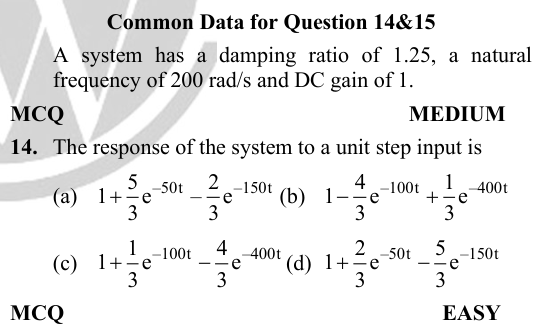 Common Data for Question 14&15
A system has a damping ratio of 1.25, a natural
frequency of 200 rad/s and DC gain of 1.
MCQ MEDIUM
14. The response of the system to a unit step input is
(a) 1+5/3e^−50t −2/3e^−150t (b) 1−4/3e^−100t +1/3e^−400t
(c) 1+1/3e^−100t −4/3e^−400t (d) 1+2/3e^−50t −5/3e^−150t
MCQ EASY